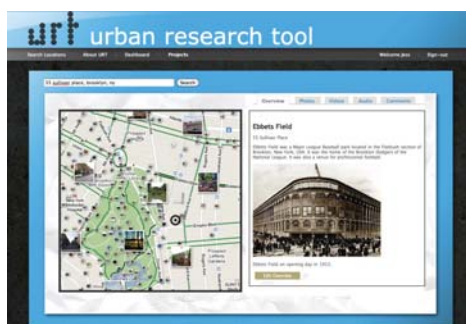 urt urban research tool
Search Locations About URT Dashboard Projects Welcome Jess Sign-out
55 sullivan place, brooklyn, ny Search
Overview Photos Videos Audio Comments
Ebbets Field
55 Sullivan Place
Ebbets Field was a Major League Baseball park located in the Flatbush section of
Brooklyn, New York, USA. It was the home of the Brooklyn Dodgers of the
National League. It was also a venue for professional football.
Ebbets Field on opening day in 1913.
Edit Overview